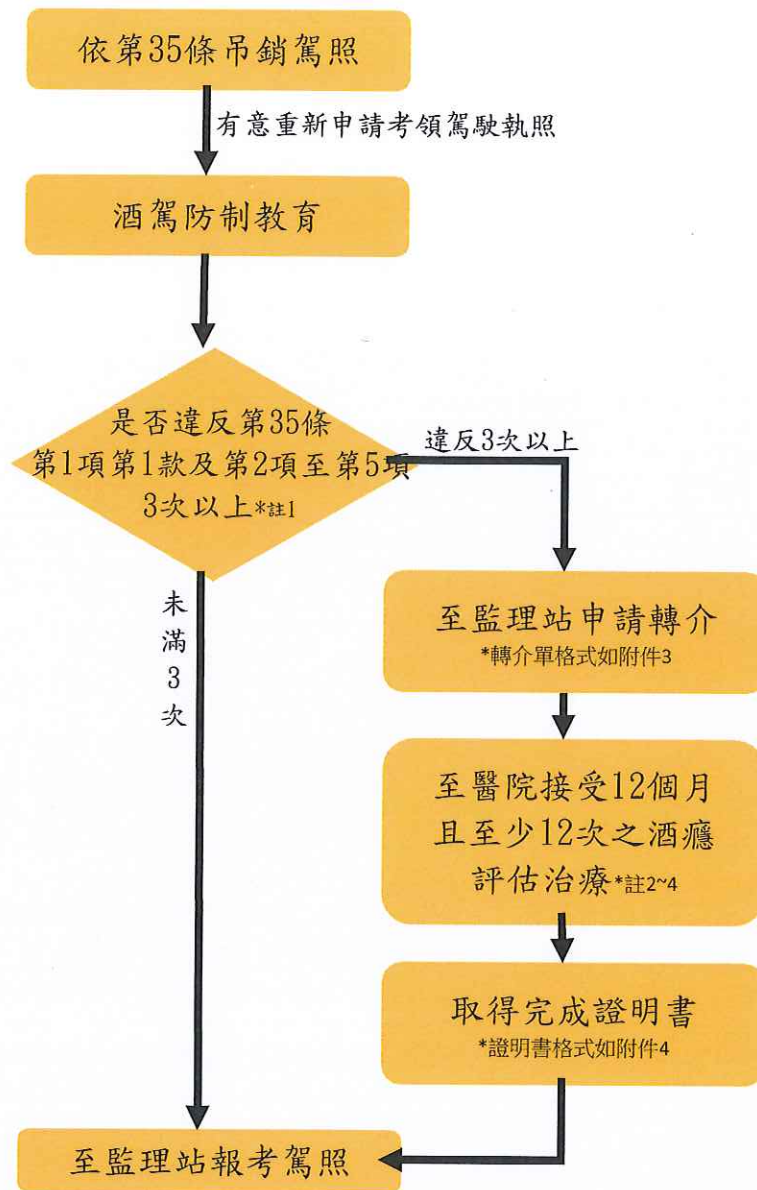 依第35條吊銷駕照
有意重新申請考領駕駛執照
酒駕防制教育
是否違反第35條
第1項第1款及第2項至第5項
3次以上*註1
違反3次以上
未滿3次
至監理站申請轉介
*轉介單格式如附件3
至醫院接受12個月
且至少12次之酒癮
評估治療*註2~4
取得完成證明書
*證明書格式如附件4
至監理站報考駕照